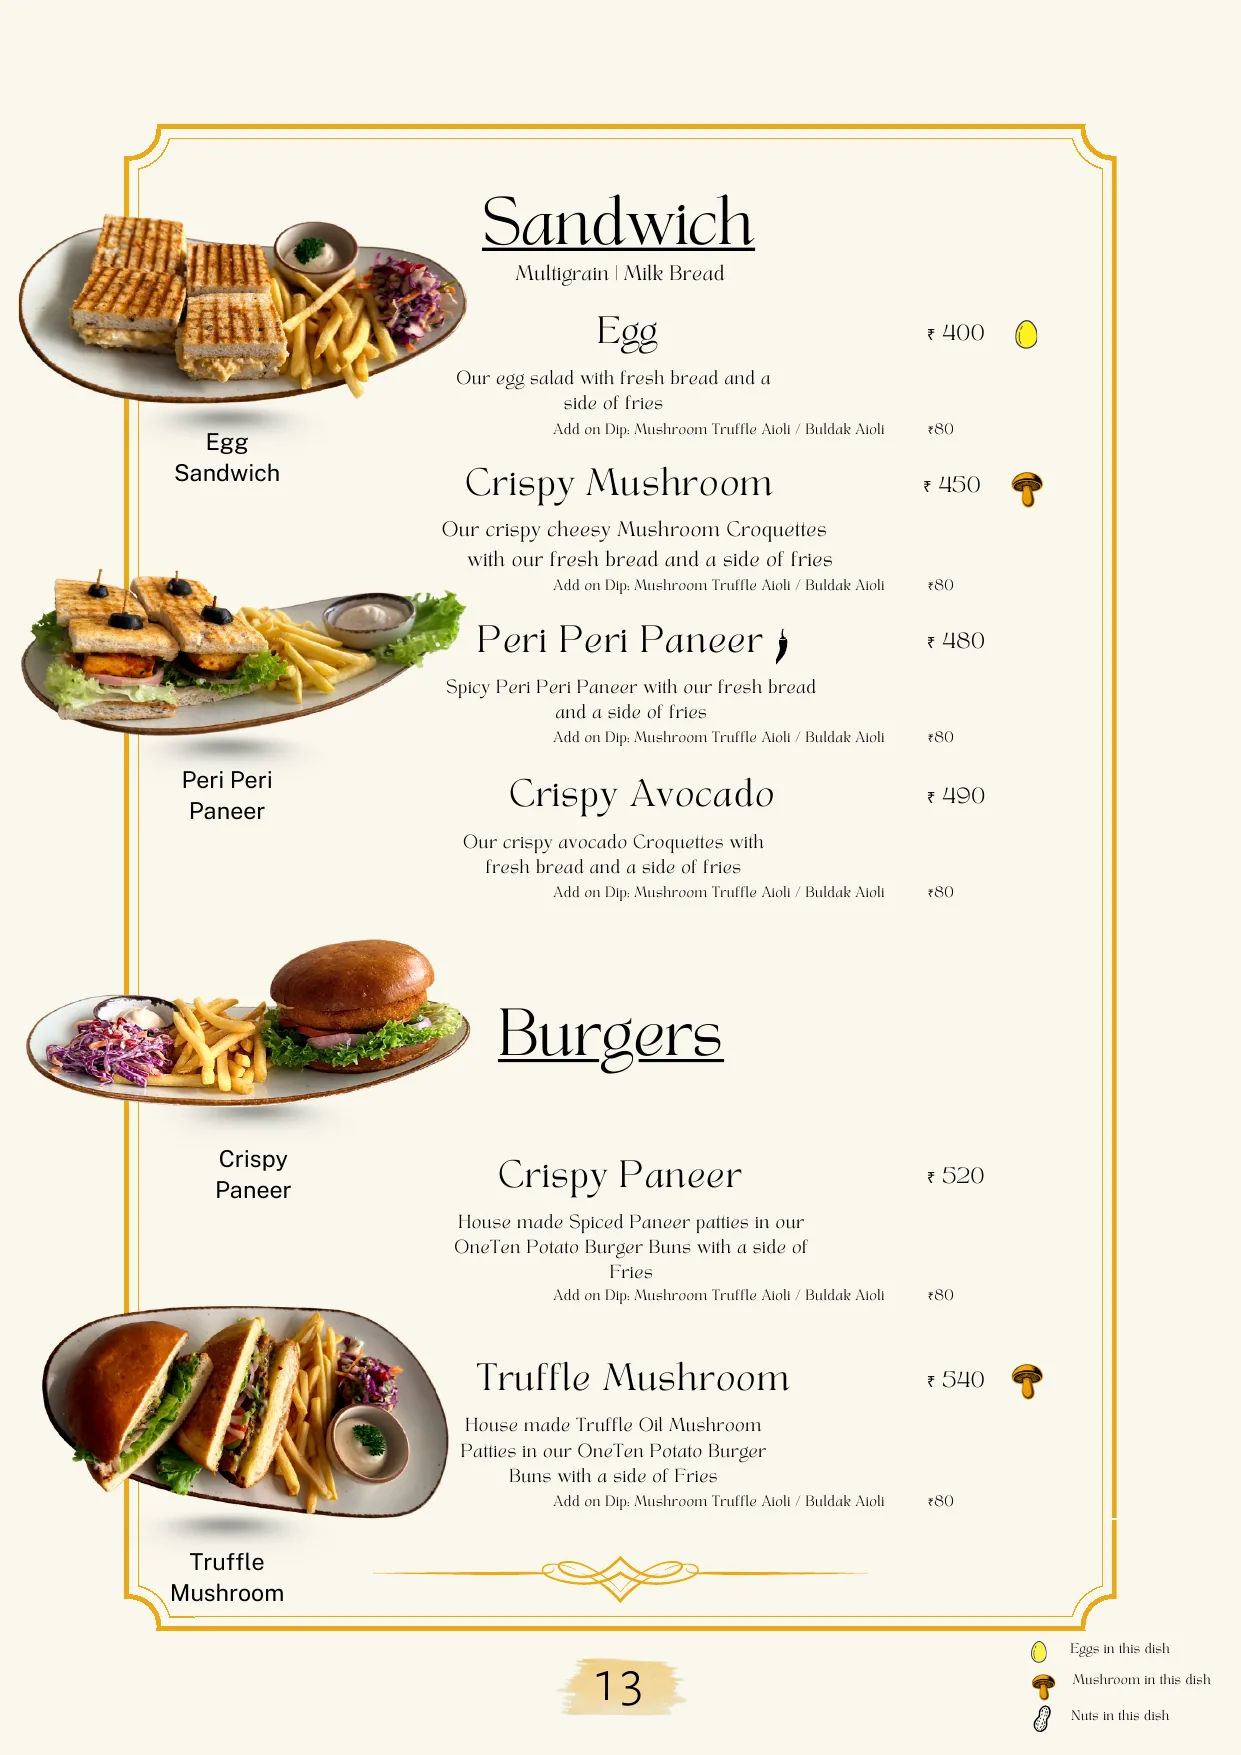 Sandwich
Multigrain | Milk Bread
Egg ₹ 400
Our egg salad with fresh bread and a
side of fries
Add on Dip: Mushroom Truffle Aioli / Buldak Aioli ₹80
Egg
Sandwich
Crispy Mushroom ₹ 450
Our crispy cheesy Mushroom Croquettes
with our fresh bread and a side of fries
Add on Dip: Mushroom Truffle Aioli / Buldak Aioli ₹80
Peri Peri Paneer ₹ 480
Spicy Peri Peri Paneer with our fresh bread
and a side of fries
Add on Dip: Mushroom Truffle Aioli / Buldak Aioli ₹80
Peri Peri
Paneer
Crispy Avocado ₹ 490
Our crispy avocado Croquettes with
fresh bread and a side of fries
Add on Dip: Mushroom Truffle Aioli / Buldak Aioli ₹80
Burgers
Crispy
Paneer
Crispy Paneer ₹ 520
House made Spiced Paneer patties in our
OneTen Potato Burger Buns with a side of
Fries
Add on Dip: Mushroom Truffle Aioli / Buldak Aioli ₹80
Truffle Mushroom ₹ 540
House made Truffle Oil Mushroom
Patties in our OneTen Potato Burger
Buns with a side of Fries
Add on Dip: Mushroom Truffle Aioli / Buldak Aioli ₹80
Truffle
Mushroom
13
Eggs in this dish
Mushroom in this dish
Nuts in this dish